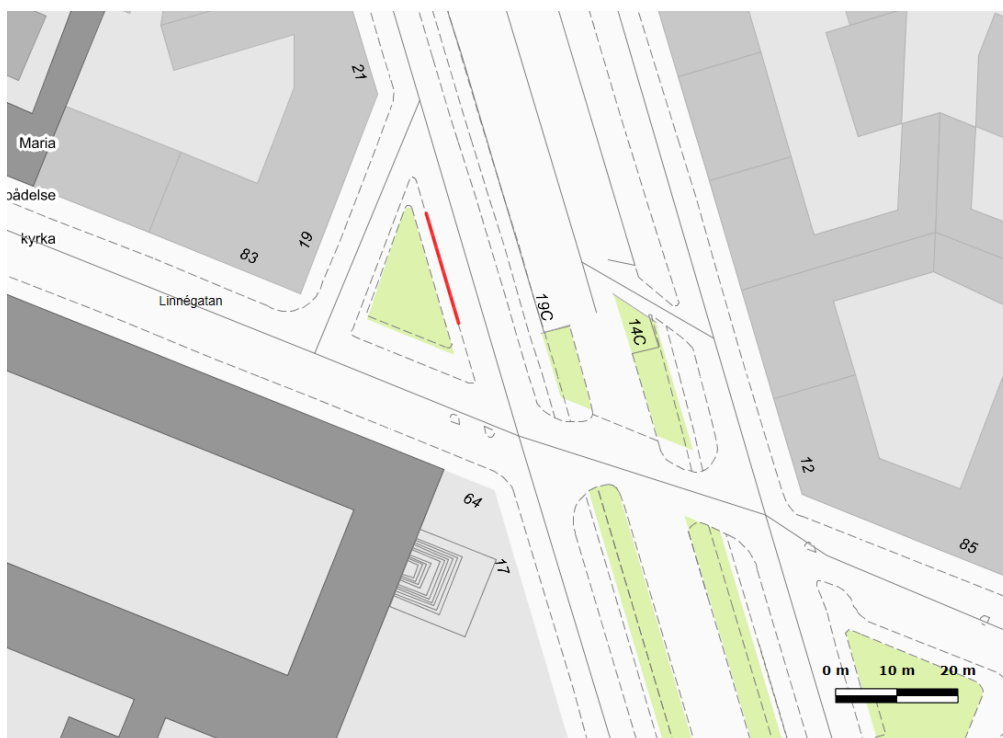 21
Maria
bådelse
kyrka
83
19
Linnégatan
19C
14C
64
17
12
85
0 m 10 m 20 m